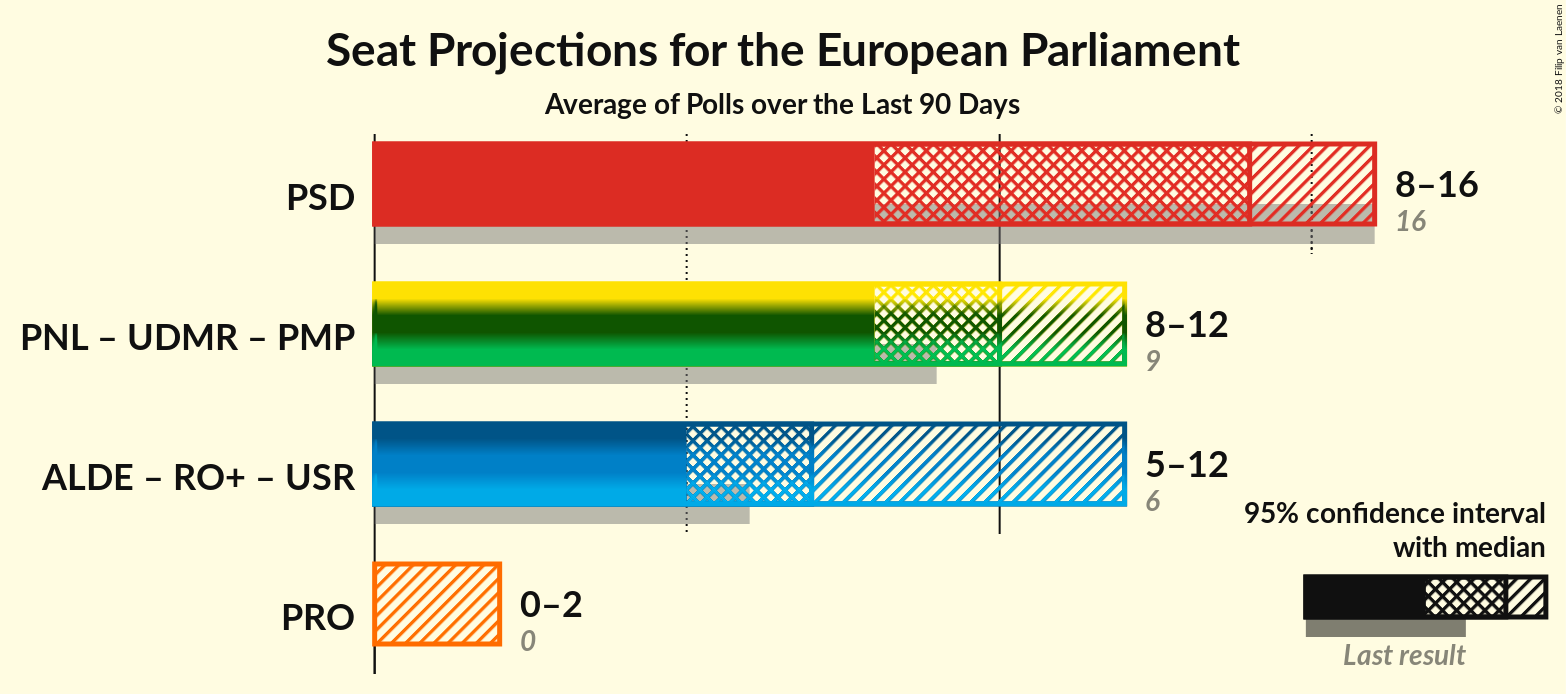 Seat Projections for the European Parliament
Average of Polls over the Last 90 Days
© 2018 Filip van Laenen
PSD
8–16
16
PNL – UDMR – PMP
8–12
9
ALDE – RO+ – USR
5–12
6
PRO
0–2
0
95% confidence interval
with median
Last result